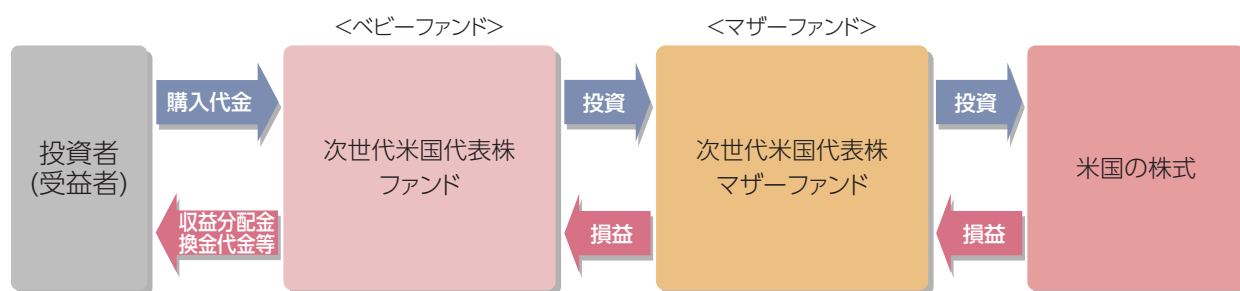 <ベビーファンド>
<マザーファンド>
投資者
(受益者)
購入代金
収益分配金
換金代金等
次世代米国代表株
ファンド
投資
損益
次世代米国代表株
マザーファンド
投資
損益
米国の株式